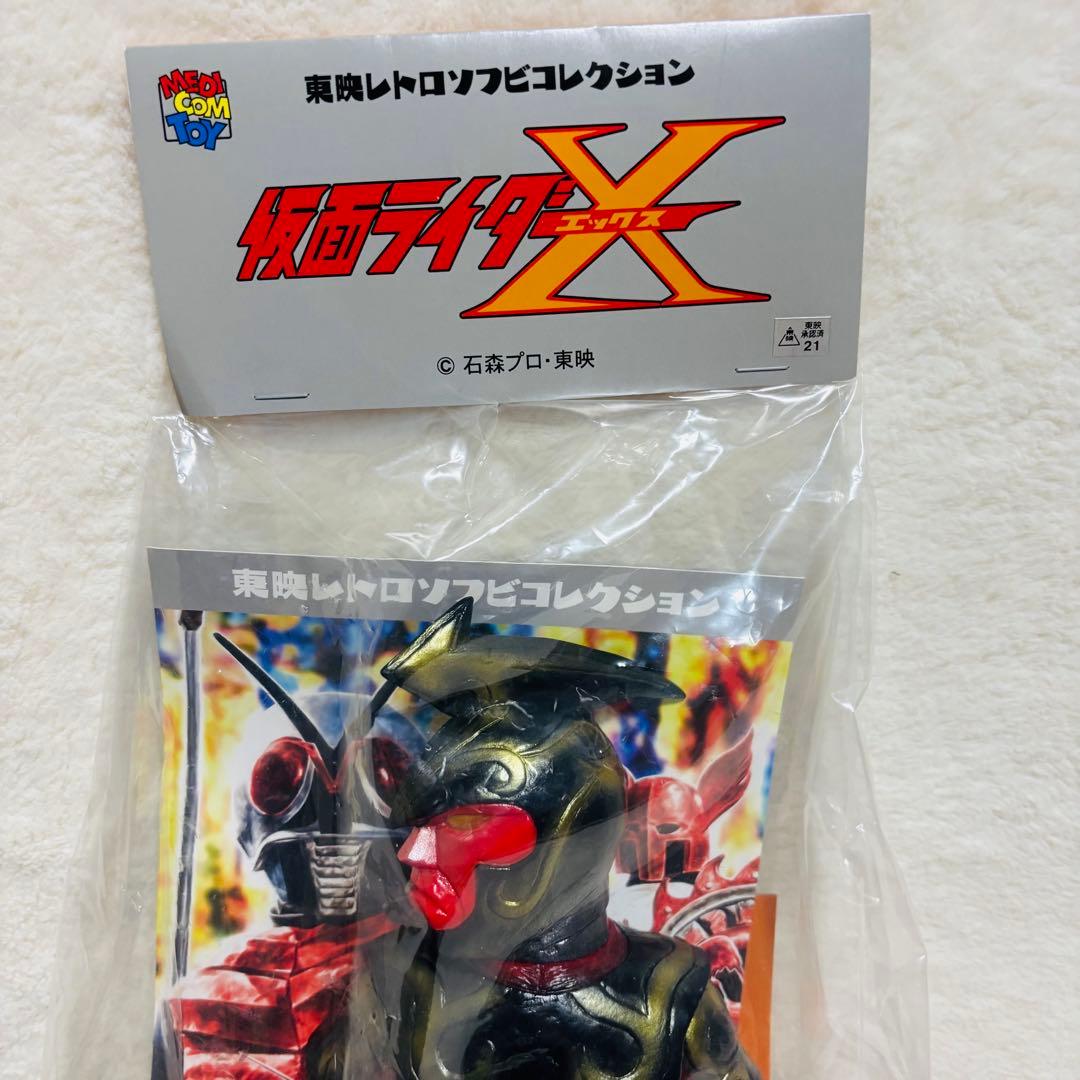 MEDI
COM
TOY
東映レトロソフビコレクション
仮面ライダーX
エックス
東映
承認済
21
© 石森プロ・東映
東映レトロソフビコレクション